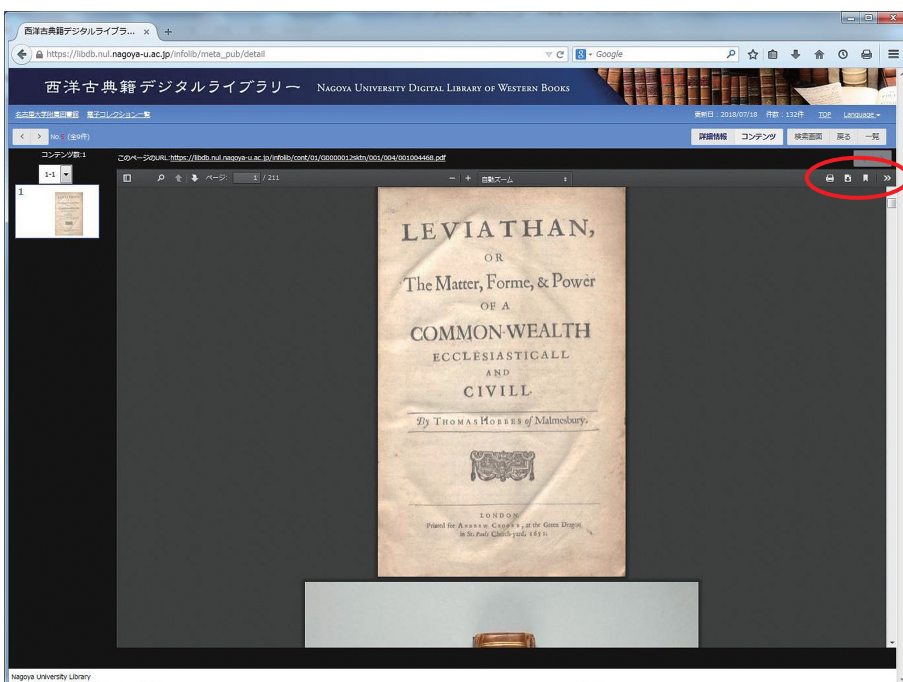 西洋古典籍デジタルライブラ... × +
https://libdb.nul.nagoya-u.ac.jp/infolib/meta_pub/detail
Google
西洋古典籍デジタルライブラリー NAGOYA UNIVERSITY DIGITAL LIBRARY OF WESTERN BOOKS
名古屋大学附属図書館 電子コレクション一覧
更新日:2018/07/18 件数:132件 TOP Language
< > No. (全9件)
詳細情報 コンテンツ 検索画面 戻る 一覧
コンテンツ数:1
このページのURL:https://libdb.nul.nagoya-u.ac.jp/infolib/cont/01/G0000012sktn/001/004/001004468.pdf
1-1
ページ: 1 / 211
− + 自動ズーム
1
LEVIATHAN,
OR
The Matter, Forme, & Power
OF A
COMMON-WEALTH
ECCLESIASTICALL
AND
CIVILL.
By THOMAS HOBBES of Malmesbury.
LONDON,
Printed for ANDREW CROOKE, at the Green Dragon
in St. Pauls Church-yard, 1651.
Nagoya University Library